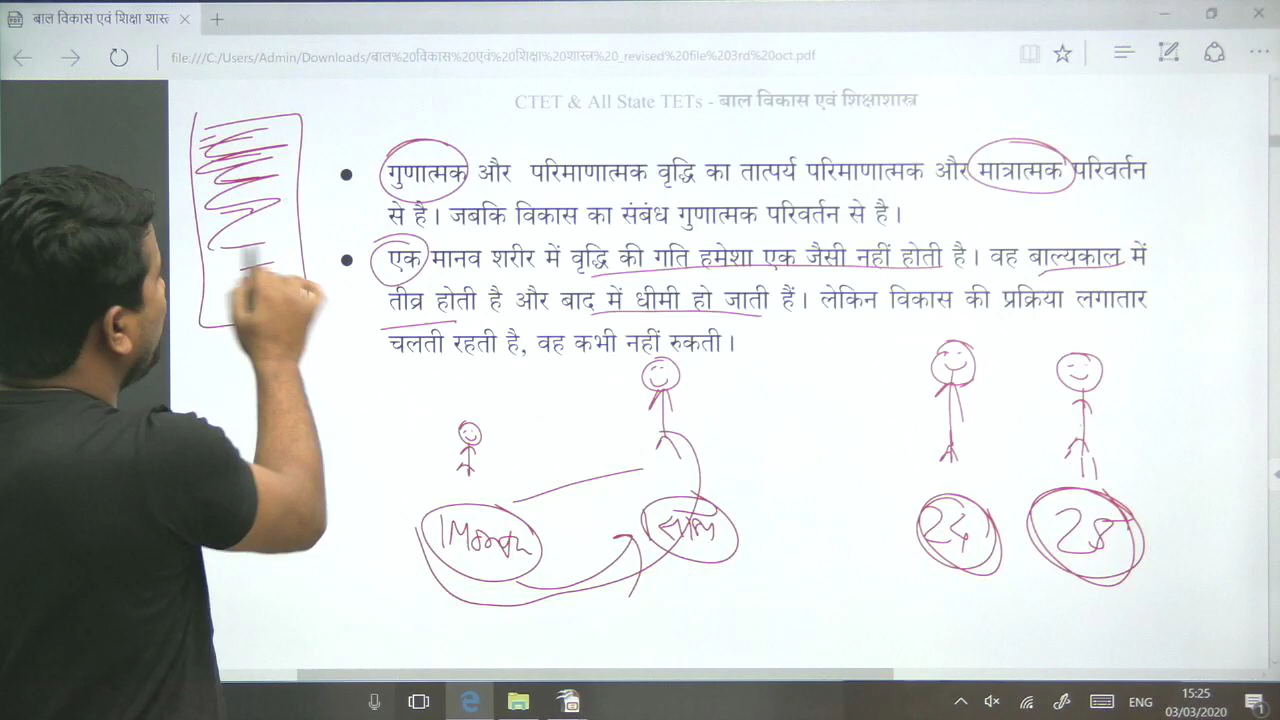 बाल विकास एवं शिक्षा शास्त्
file:///C:/Users/Admin/Downloads/बाल%20विकास%20एवं%20शिक्षा%20शास्त्र%20_revised%20file%203rd%20oct.pdf
CTET & All State TETs - बाल विकास एवं शिक्षाशास्त्र
• गुणात्मक और परिमाणात्मक वृद्धि का तात्पर्य परिमाणात्मक और मात्रात्मक परिवर्तन
से है। जबकि विकास का संबंध गुणात्मक परिवर्तन से है।
• एक मानव शरीर में वृद्धि की गति हमेशा एक जैसी नहीं होती है। वह बाल्यकाल में
तीव्र होती है और बाद में धीमी हो जाती हैं। लेकिन विकास की प्रक्रिया लगातार
चलती रहती है, वह कभी नहीं रुकती।
ENG
15:25
03/03/2020